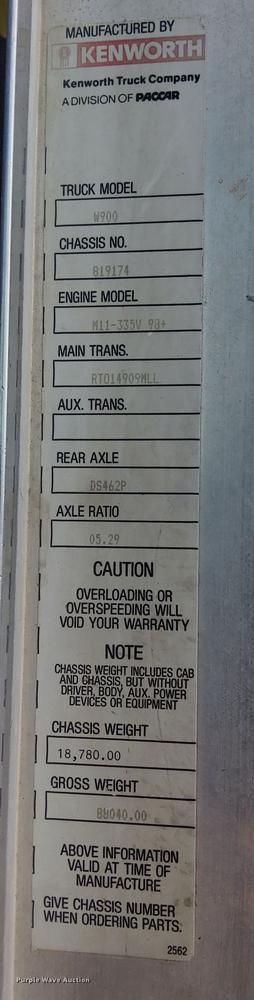 MANUFACTURED BY
KENWORTH
Kenworth Truck Company
A DIVISION OF PACCAR
TRUCK MODEL
W900
CHASSIS NO.
819174
ENGINE MODEL
M11-335V 98+
MAIN TRANS.
RTO14909MLL
AUX. TRANS.
REAR AXLE
DS462P
AXLE RATIO
05.29
CAUTION
OVERLOADING OR
OVERSPEEDING WILL
VOID YOUR WARRANTY
NOTE
CHASSIS WEIGHT INCLUDES CAB
AND CHASSIS, BUT WITHOUT
DRIVER, BODY, AUX. POWER
DEVICES OR EQUIPMENT
CHASSIS WEIGHT
18,780.00
GROSS WEIGHT
ABOVE INFORMATION
VALID AT TIME OF
MANUFACTURE
GIVE CHASSIS NUMBER
WHEN ORDERING PARTS.
2562
Purple Wave Auction